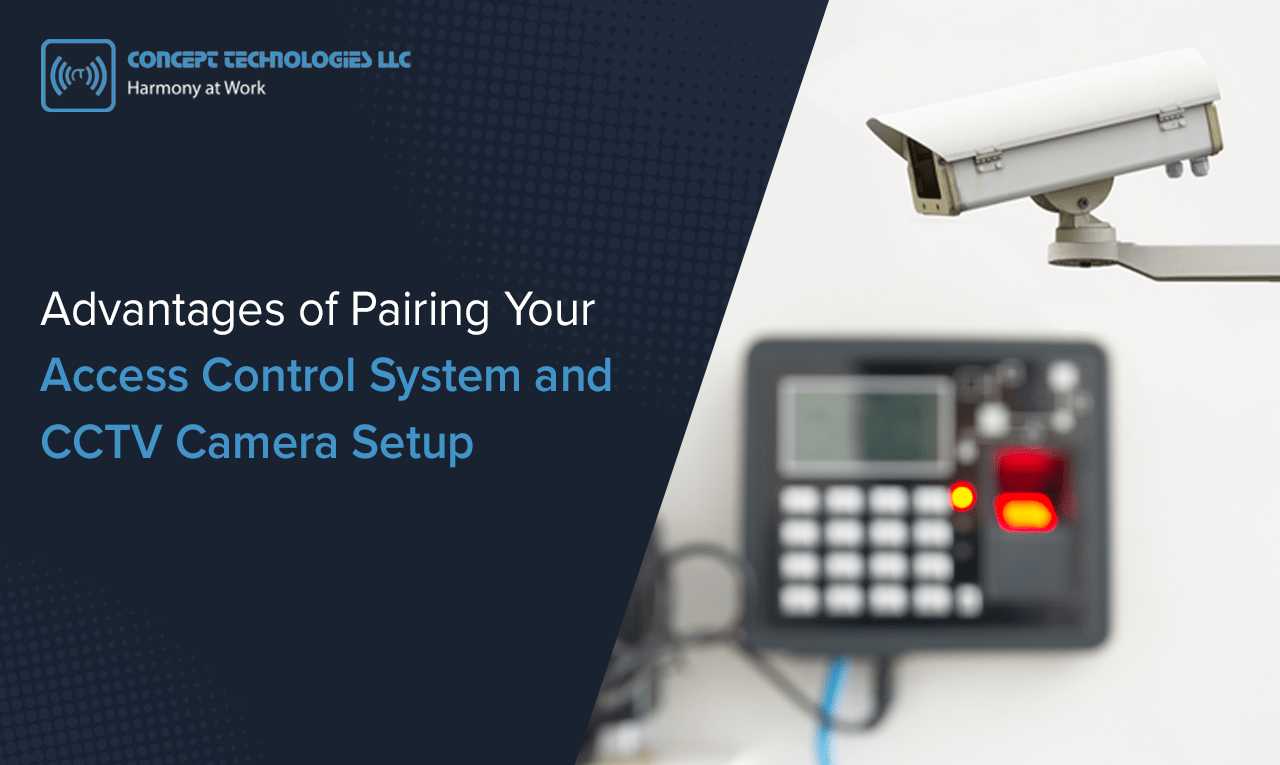 CONCEPT TECHNOLOGIES LLC
Harmony at Work
Advantages of Pairing Your
Access Control System and
CCTV Camera Setup